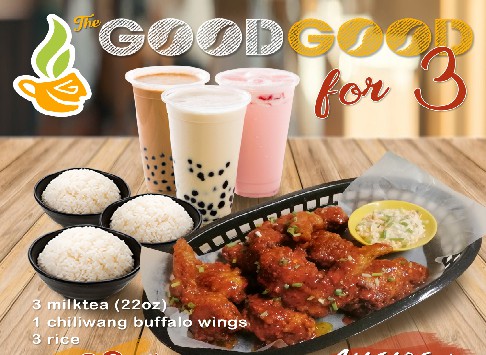 The GOODGOOD
for 3
3 milktea (22oz)
1 chiliwang buffalo wings
3 rice